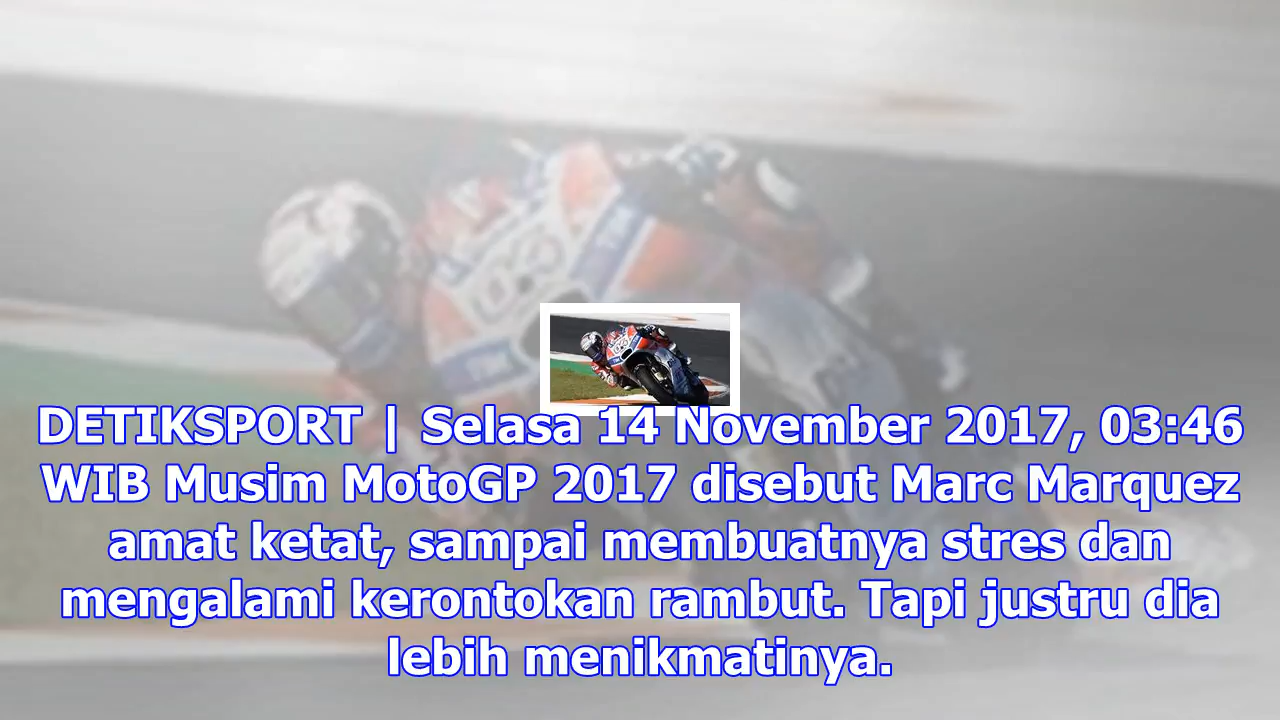 DETIKSPORT | Selasa 14 November 2017, 03:46
WIB Musim MotoGP 2017 disebut Marc Marquez
amat ketat, sampai membuatnya stres dan
mengalami kerontokan rambut. Tapi justru dia
lebih menikmatinya.